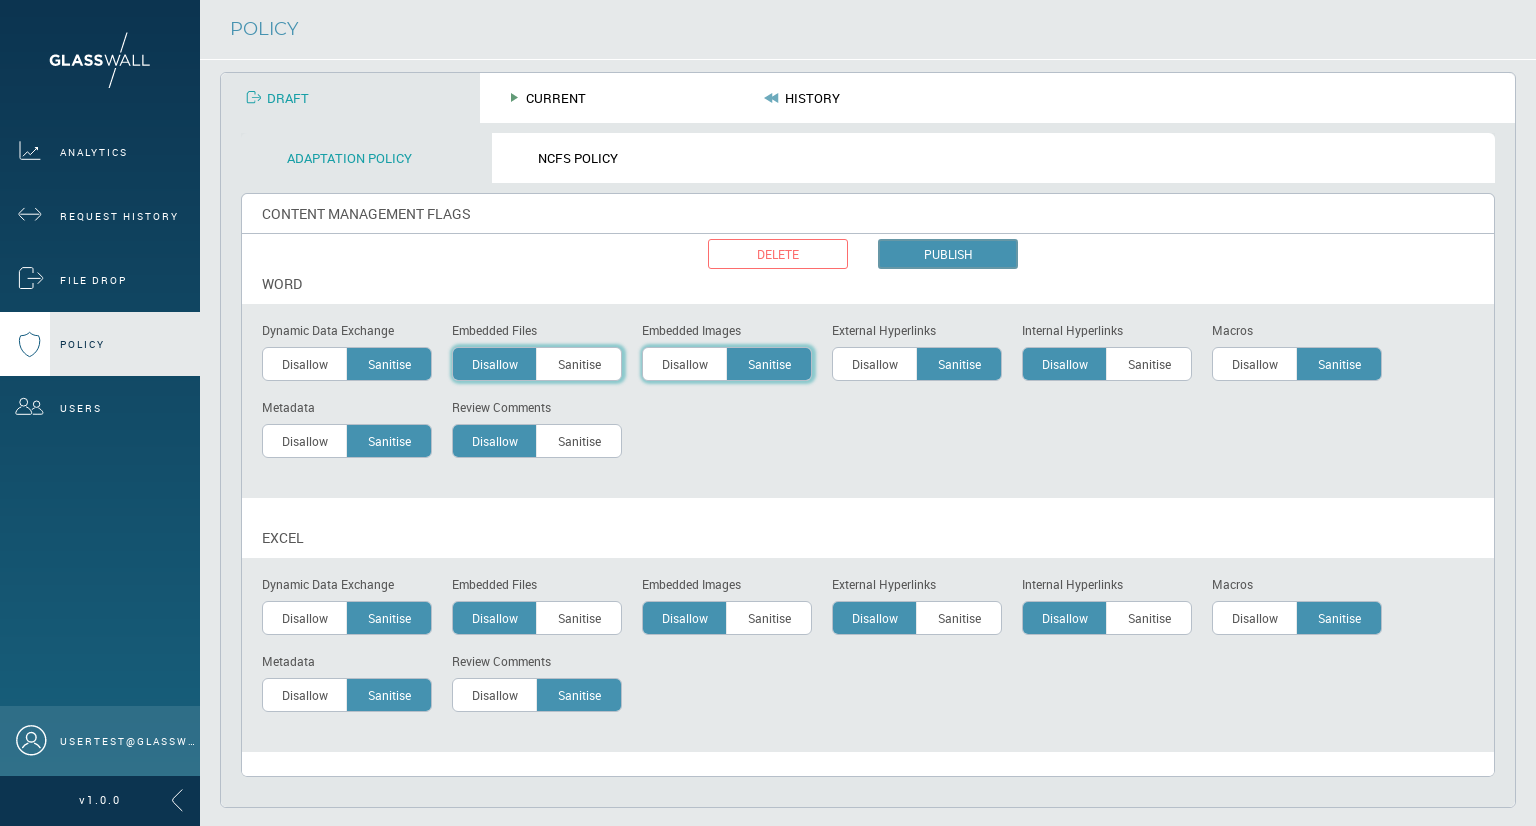 GLASSWALL
POLICY
ANALYTICS
REQUEST HISTORY
FILE DROP
POLICY
USERS
USERTEST@GLASSW...
v1.0.0
DRAFT CURRENT HISTORY
ADAPTATION POLICY NCFS POLICY
CONTENT MANAGEMENT FLAGS
DELETE PUBLISH
WORD
Dynamic Data Exchange Embedded Files Embedded Images External Hyperlinks Internal Hyperlinks Macros
Disallow Sanitise Disallow Sanitise Disallow Sanitise Disallow Sanitise Disallow Sanitise Disallow Sanitise
Metadata Review Comments
Disallow Sanitise Disallow Sanitise
EXCEL
Dynamic Data Exchange Embedded Files Embedded Images External Hyperlinks Internal Hyperlinks Macros
Disallow Sanitise Disallow Sanitise Disallow Sanitise Disallow Sanitise Disallow Sanitise Disallow Sanitise
Metadata Review Comments
Disallow Sanitise Disallow Sanitise